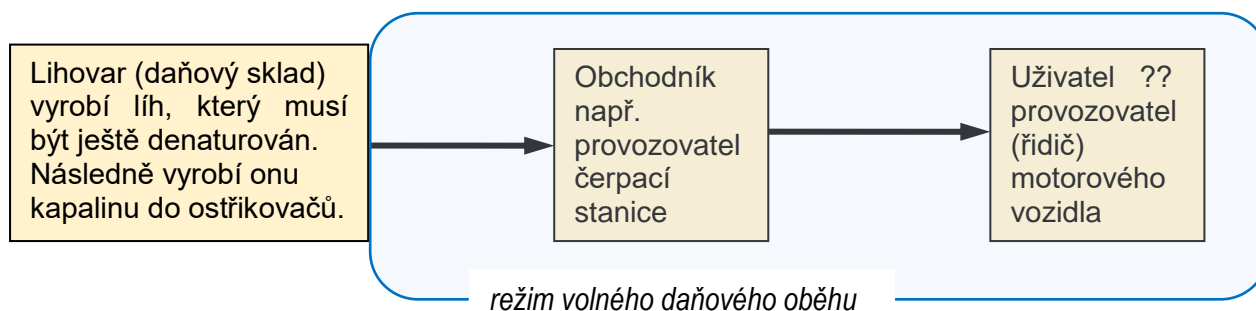 Lihovar (daňový sklad)
vyrobí líh, který musí
být ještě denaturován.
Následně vyrobí onu
kapalinu do ostřikovačů.
Obchodník
např.
provozovatel
čerpací
stanice
Uživatel ??
provozovatel
(řidič)
motorového
vozidla
režim volného daňového oběhu